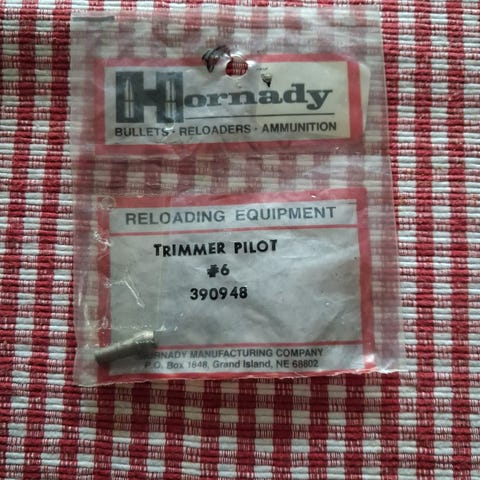 Hornady
BULLETS · RELOADERS · AMMUNITION
RELOADING EQUIPMENT
TRIMMER PILOT
#6
390948
HORNADY MANUFACTURING COMPANY
P.O. Box 1848, Grand Island, NE 68802